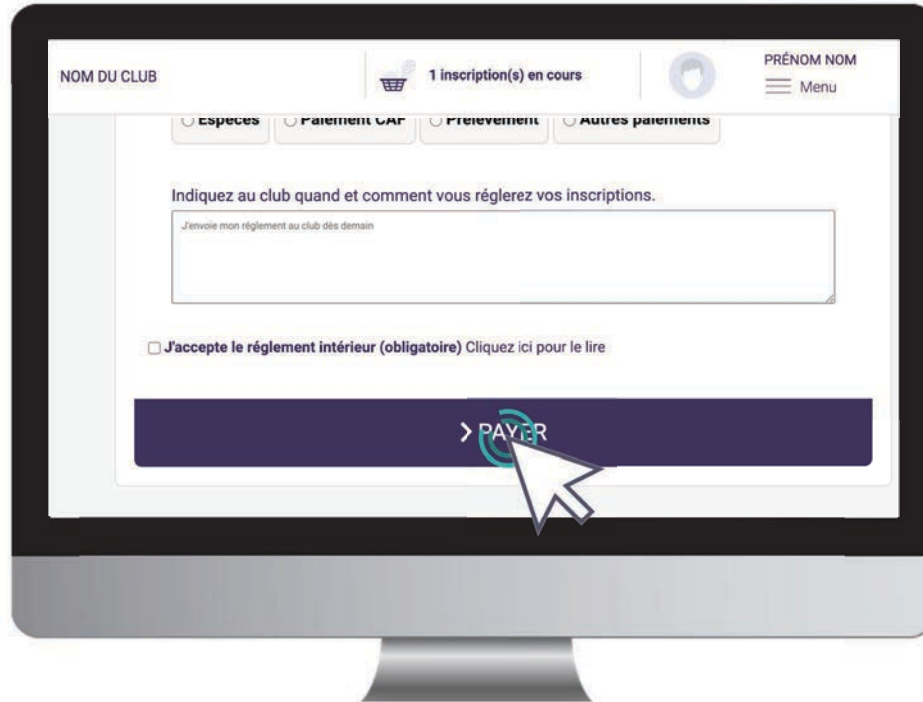 NOM DU CLUB
1 inscription(s) en cours
PRÉNOM NOM
Menu
Espèces
Paiement CAF
Prélèvement
Autres paiements
Indiquez au club quand et comment vous réglerez vos inscriptions.
J'envoie mon réglement au club dès demain
J'accepte le réglement intérieur (obligatoire) Cliquez ici pour le lire
PAYER